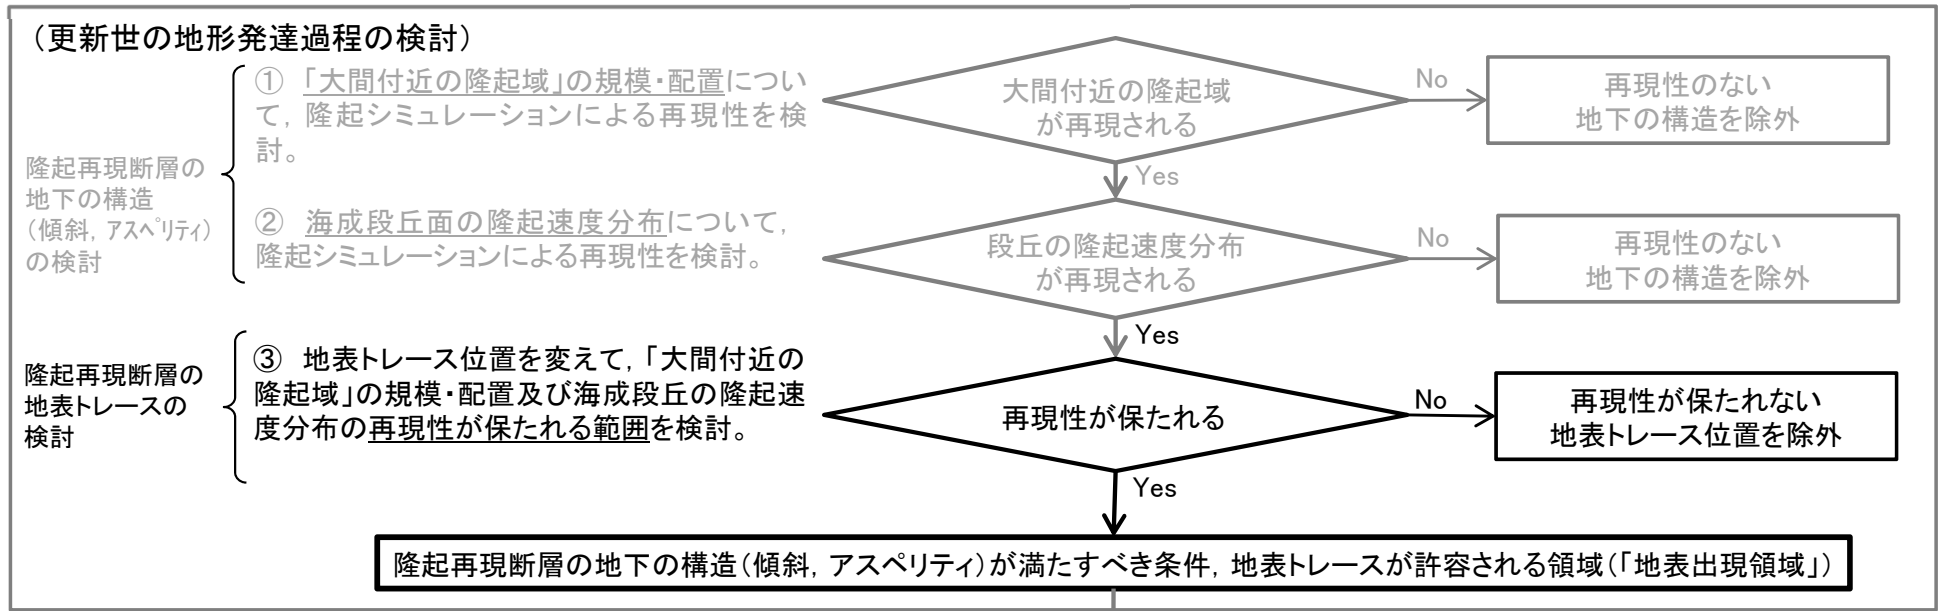 （更新世の地形発達過程の検討）
隆起再現断層の
地下の構造
（傾斜，アスペリティ）
の検討
① 「大間付近の隆起域」の規模・配置につい
て，隆起シミュレーションによる再現性を検
討。
大間付近の隆起域
が再現される
No
再現性のない
地下の構造を除外
Yes
② 海成段丘面の隆起速度分布について，
隆起シミュレーションによる再現性を検討。
段丘の隆起速度分布
が再現される
No
再現性のない
地下の構造を除外
Yes
隆起再現断層の
地表トレースの
検討
③ 地表トレース位置を変えて，「大間付近の
隆起域」の規模・配置及び海成段丘の隆起速
度分布の再現性が保たれる範囲を検討。
再現性が保たれる
No
再現性が保たれない
地表トレース位置を除外
Yes
隆起再現断層の地下の構造（傾斜，アスペリティ）が満たすべき条件，地表トレースが許容される領域（「地表出現領域」）